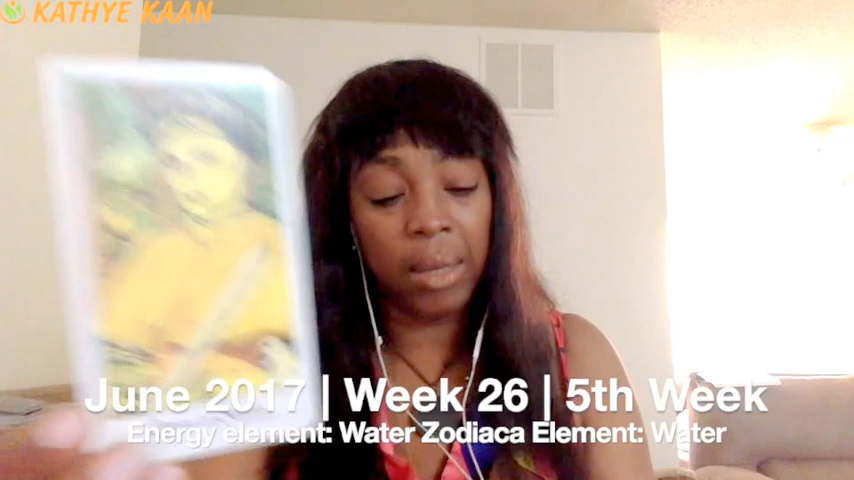 KATHYE KAAN
June 2017 | Week 26 | 5th Week
Energy element: Water Zodiaca Element: Water